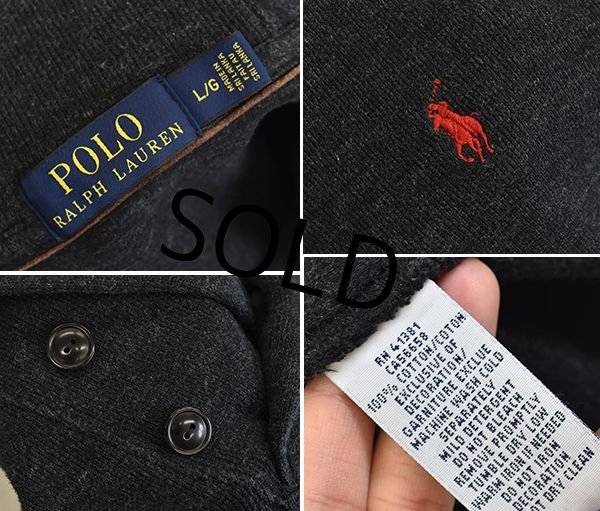 POLO
RALPH LAUREN
L/G
MADE IN
SRI LANKA
FAIT AU
SRI LANKA
SOLD
RN 41381
CA56658
100% COTTON/COTON
EXCLUSIVE OF
DECORATION/
GARNITURE EXCLUE
MACHINE WASH COLD
SEPARATELY
MILD DETERGENT
DO NOT BLEACH
REMOVE PROMPTLY
TUMBLE DRY LOW
WARM IRON IF NEEDED
DO NOT IRON
DECORATION
DRY CLEAN